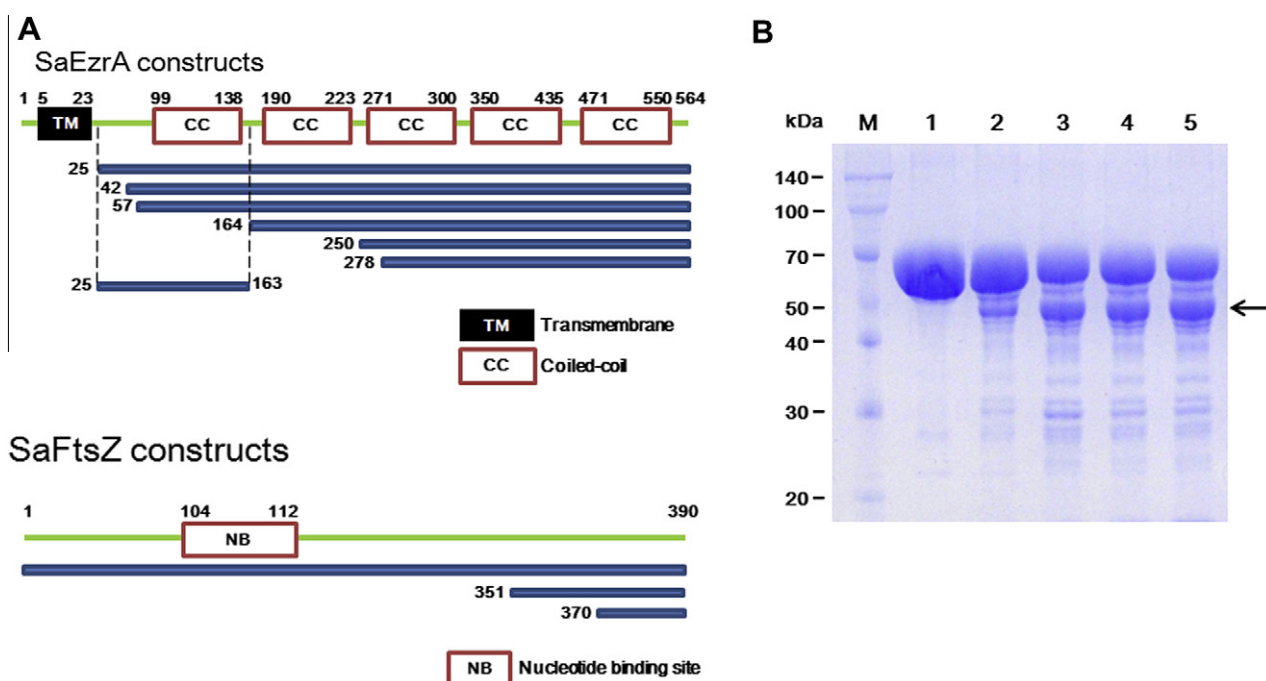 A
SaEzrA constructs
1 5 23 99 138 190 223 271 300 350 435 471 550 564
TM CC CC CC CC CC
25
42
57
164
250
278
25 163
TM Transmembrane
CC Coiled-coil
SaFtsZ constructs
1 104 112 390
NB
351
370
NB Nucleotide binding site
B
kDa M 1 2 3 4 5
140
100
70
50
40
30
20